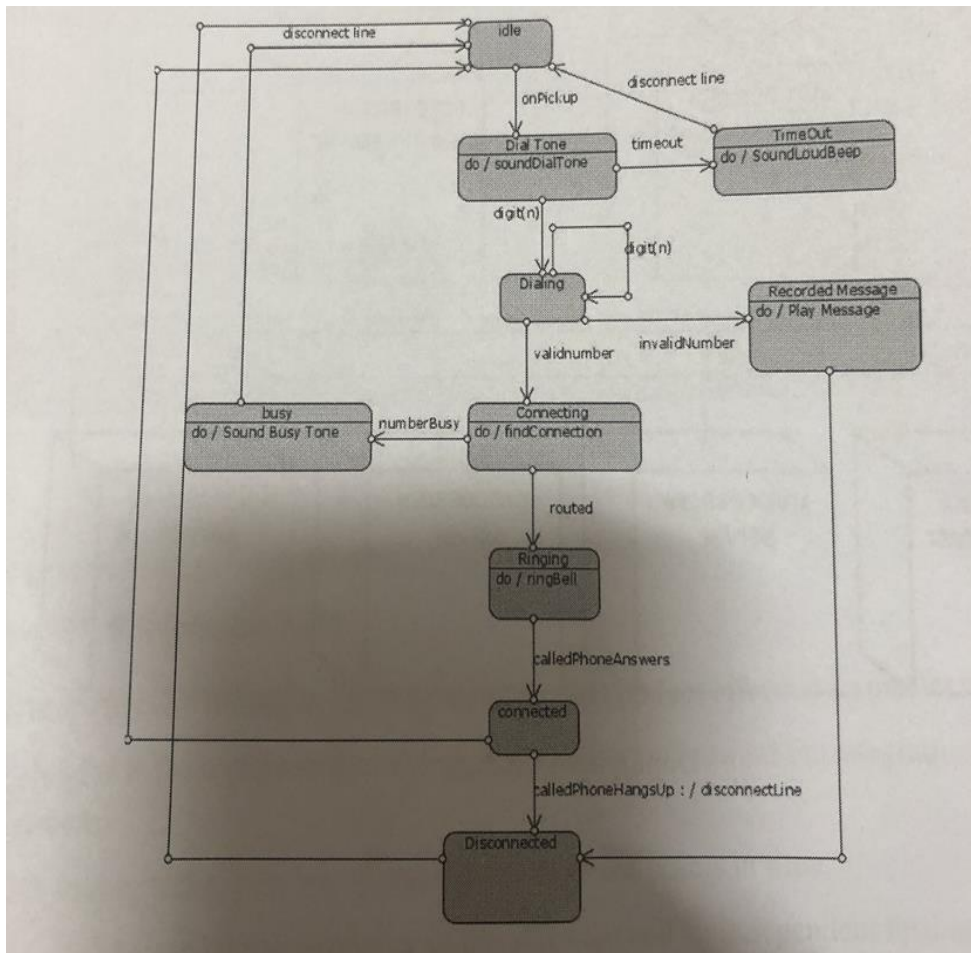 idle
disconnect line
disconnect line
onPickup
Dial Tone
do / soundDialTone
timeout
TimeOut
do / SoundLoudBeep
digit(n)
digit(n)
Dialing
Recorded Message
do / Play Message
invalidNumber
validnumber
busy
do / Sound Busy Tone
numberBusy
Connecting
do / findConnection
routed
Ringing
do / ringBell
calledPhoneAnswers
connected
calledPhoneHangsUp : / disconnectLine
Disconnected